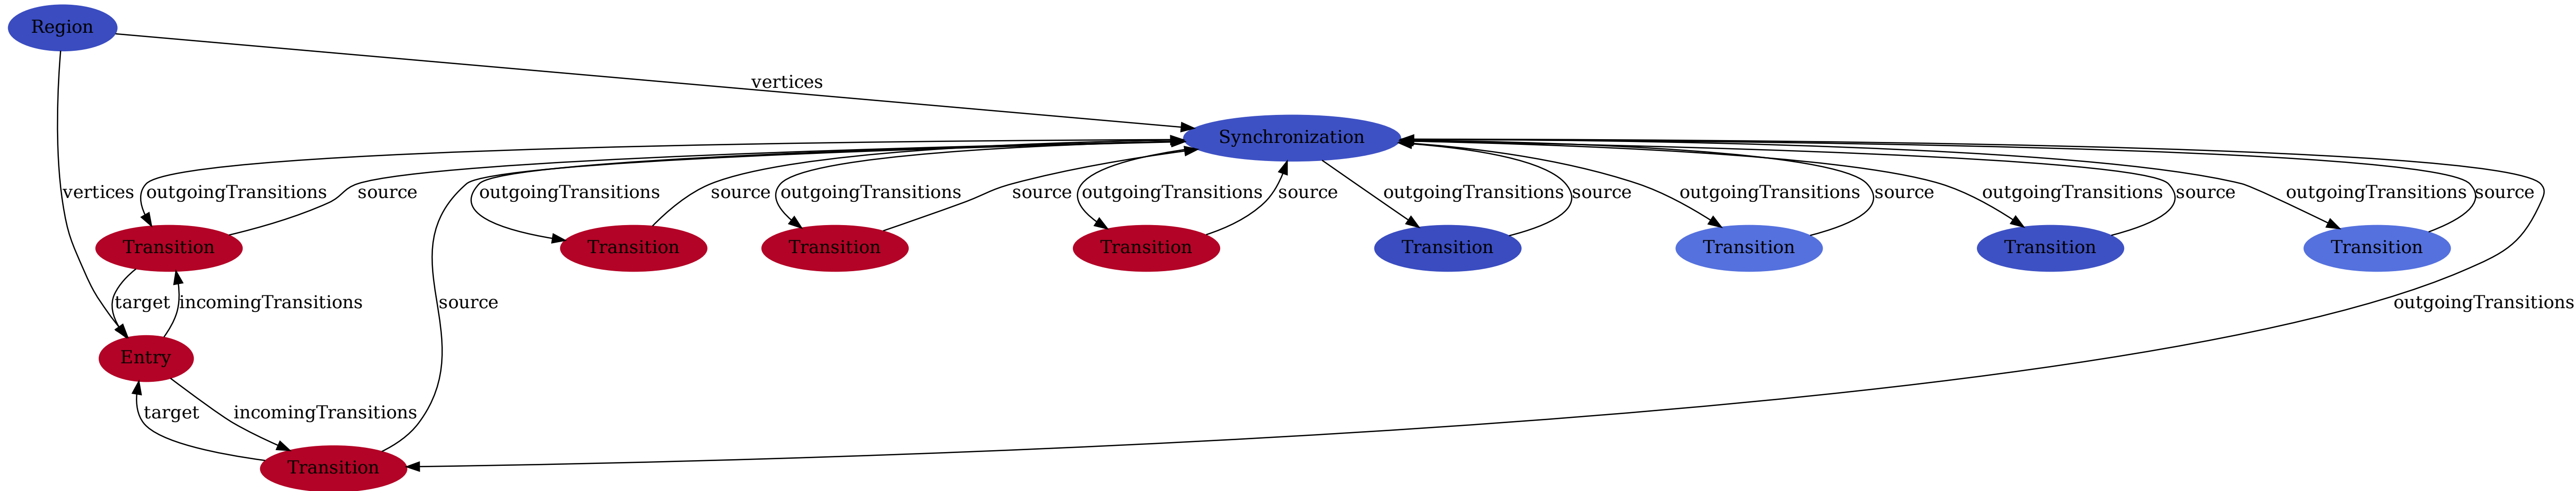 Region
vertices
Synchronization
vertices
outgoingTransitions
source
outgoingTransitions
source
outgoingTransitions
source
outgoingTransitions
source
outgoingTransitions
source
outgoingTransitions
source
outgoingTransitions
source
outgoingTransitions
source
Transition
Transition
Transition
Transition
Transition
Transition
Transition
Transition
target
incomingTransitions
source
outgoingTransitions
Entry
target
incomingTransitions
Transition